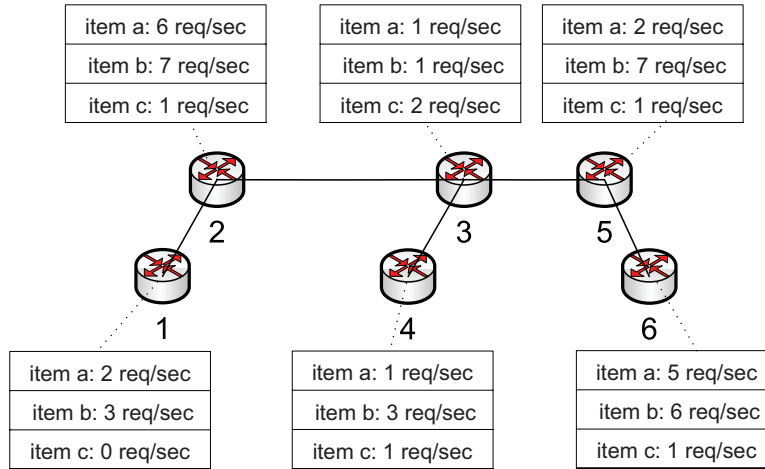 item a: 6 req/sec
item b: 7 req/sec
item c: 1 req/sec
item a: 1 req/sec
item b: 1 req/sec
item c: 2 req/sec
item a: 2 req/sec
item b: 7 req/sec
item c: 1 req/sec
2
3
5
1
4
6
item a: 2 req/sec
item b: 3 req/sec
item c: 0 req/sec
item a: 1 req/sec
item b: 3 req/sec
item c: 1 req/sec
item a: 5 req/sec
item b: 6 req/sec
item c: 1 req/sec